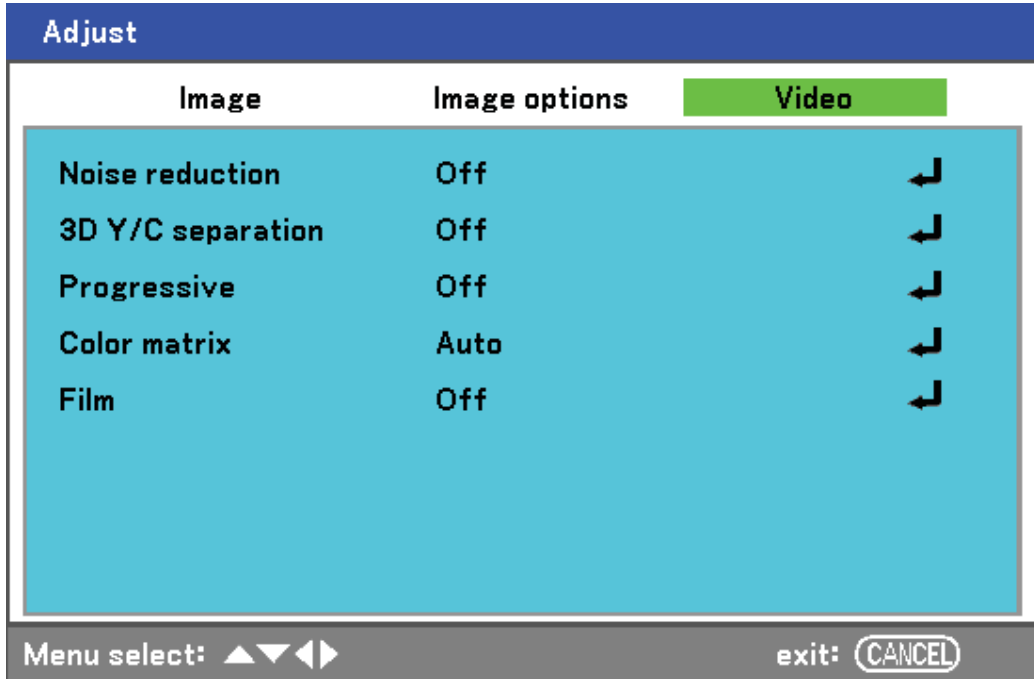 Adjust
Image Image options Video
Noise reduction Off
3D Y/C separation Off
Progressive Off
Color matrix Auto
Film Off
Menu select: ▲▼◀▶ exit: CANCEL